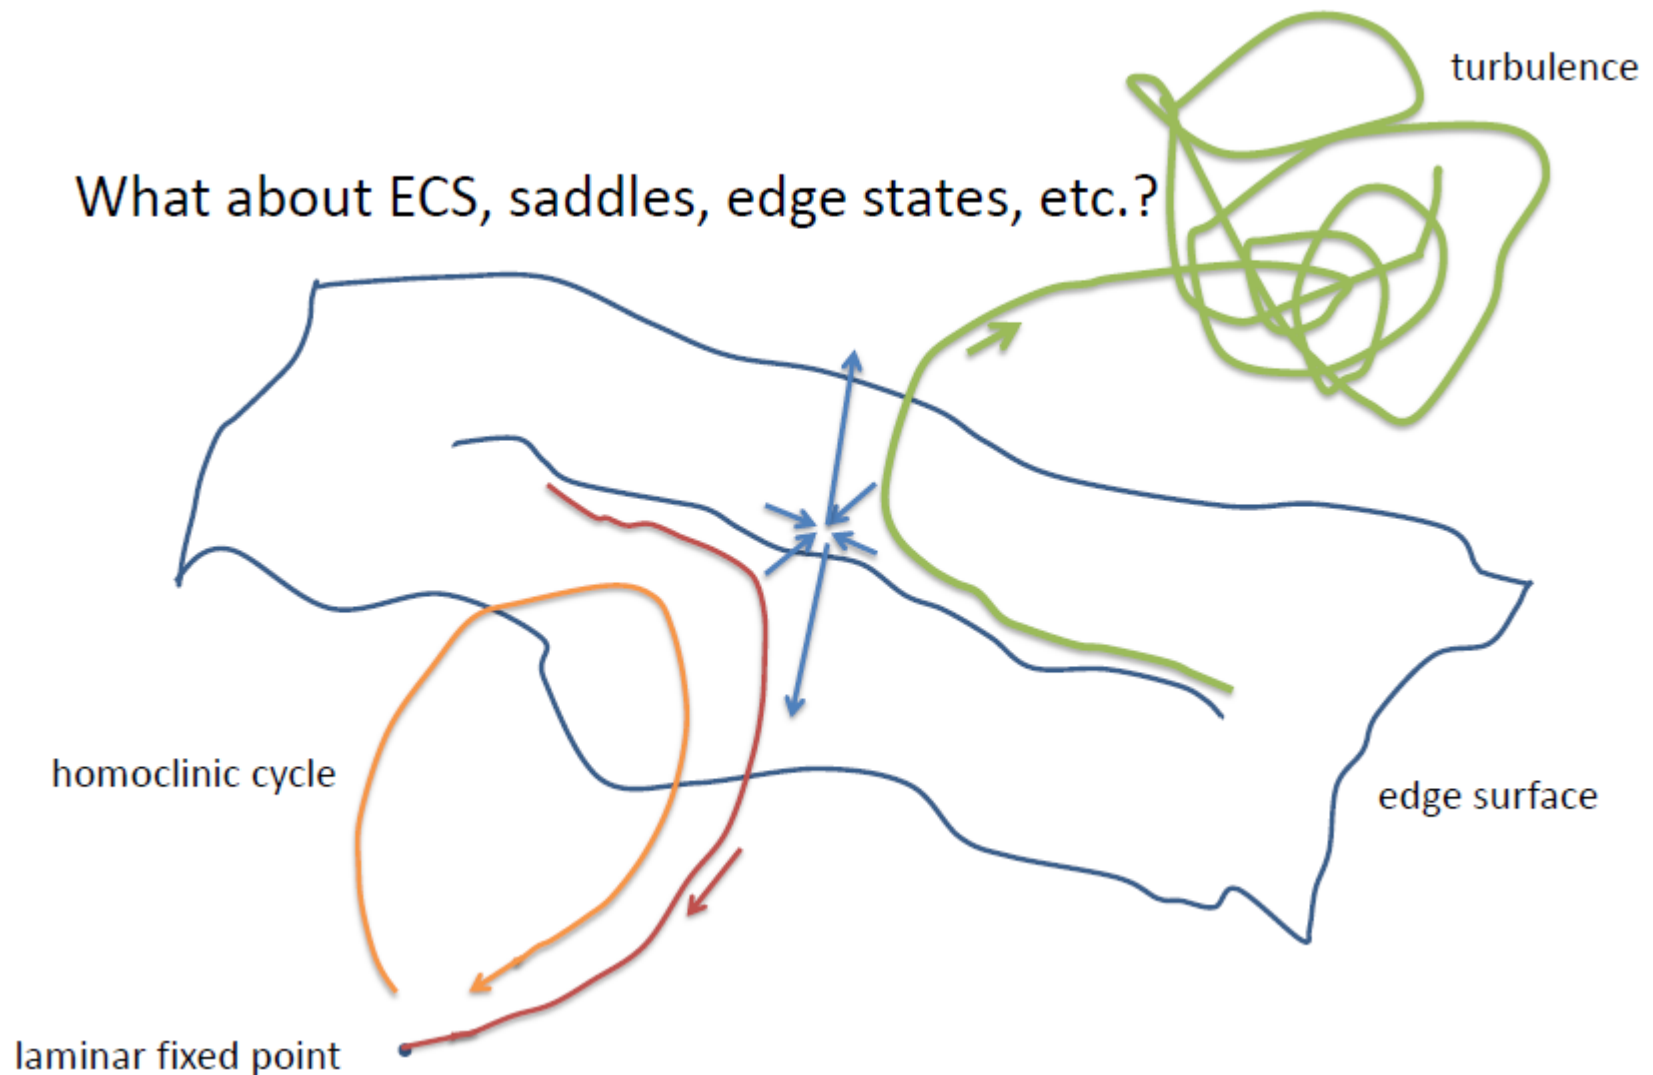 turbulence
What about ECS, saddles, edge states, etc.?
homoclinic cycle
edge surface
laminar fixed point